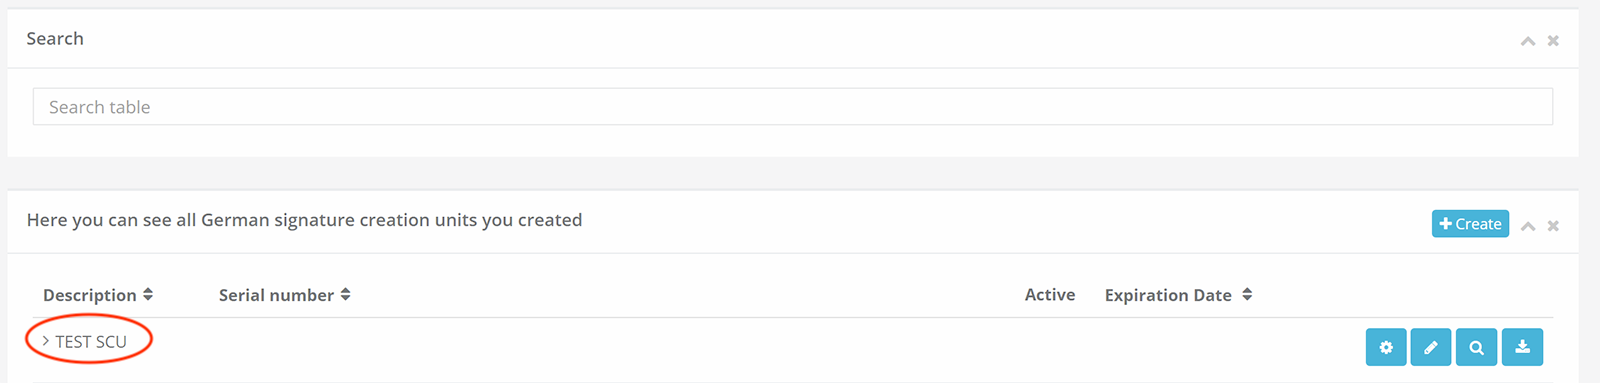 Search
Search table
Here you can see all German signature creation units you created
Create
Description Serial number Active Expiration Date
TEST SCU